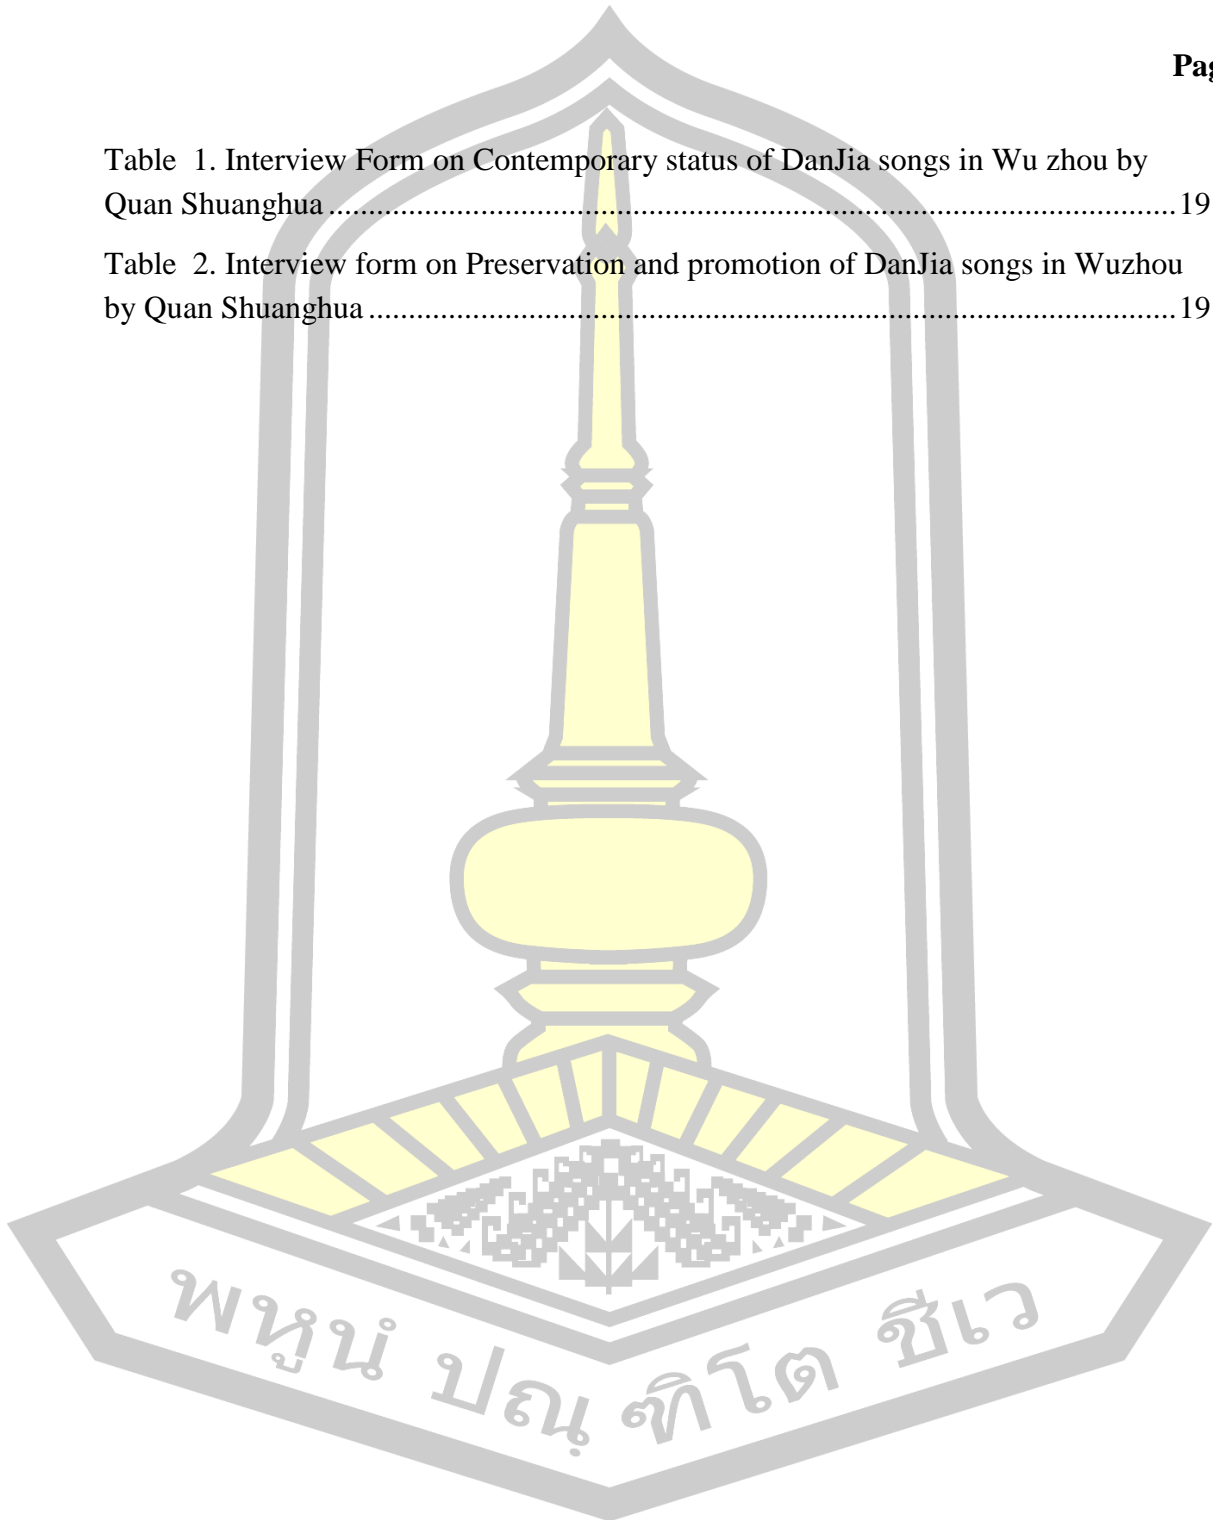 Pag
Table  1. Interview Form on Contemporary status of DanJia songs in Wu zhou by
Quan Shuanghua ............................................................................................................. 19
Table  2. Interview form on Preservation and promotion of DanJia songs in Wuzhou
by Quan Shuanghua ........................................................................................................ 19
พหูนํ ปณฺฑิโต ชีเว